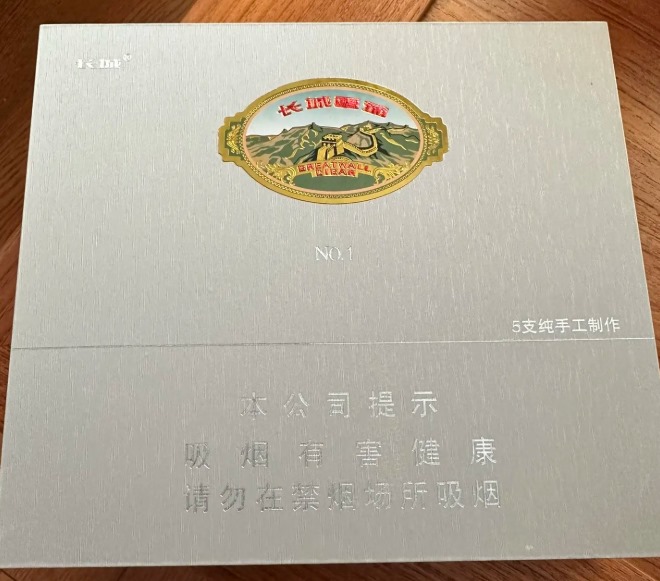 长城®
长城雪茄
GREATWALL
CIGAR
NO.1
5支纯手工制作
本公司提示
吸烟有害健康
请勿在禁烟场所吸烟